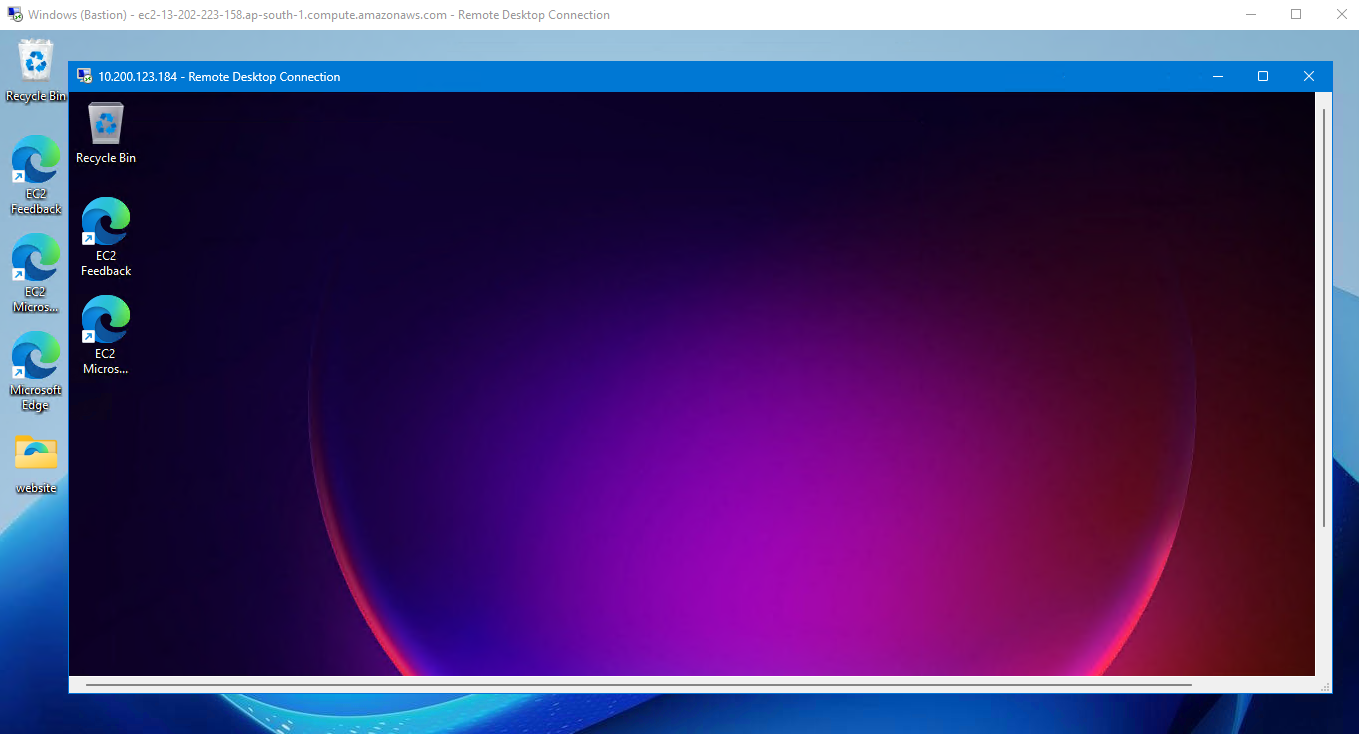 Windows (Bastion) - ec2-13-202-223-158.ap-south-1.compute.amazonaws.com - Remote Desktop Connection
Recycle Bin
EC2
Feedback
EC2
Micros...
Microsoft
Edge
website
10.200.123.184 - Remote Desktop Connection
Recycle Bin
EC2
Feedback
EC2
Micros...